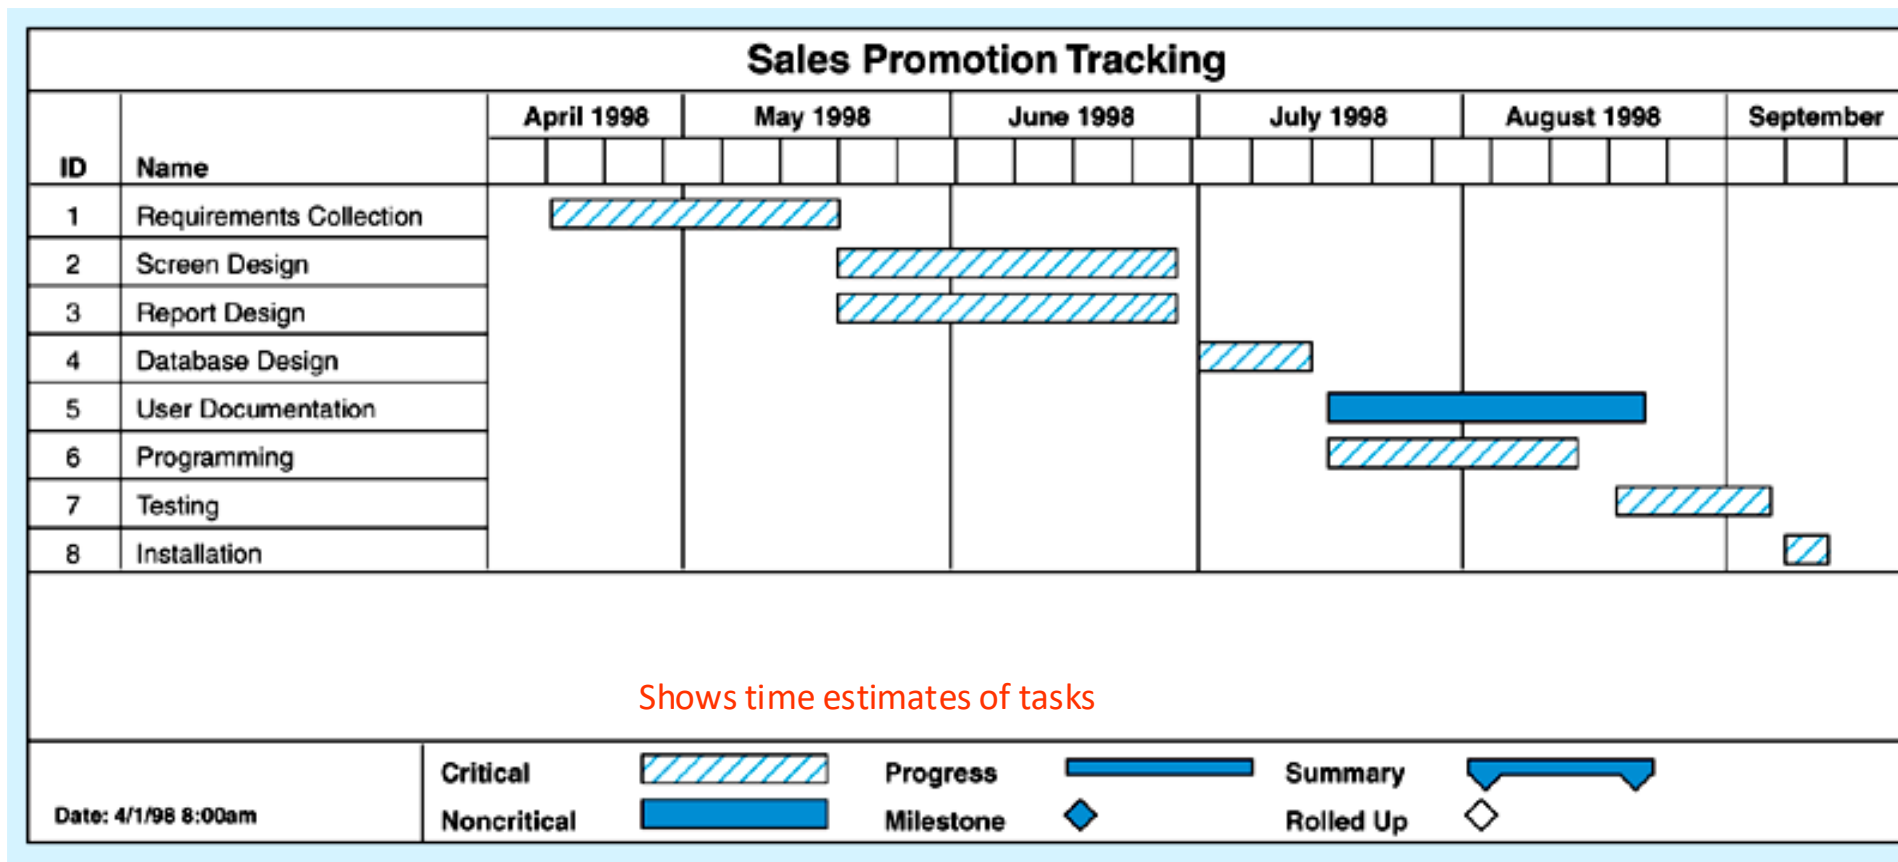 Sales Promotion Tracking
April 1998 May 1998 June 1998 July 1998 August 1998 September
ID Name
1 Requirements Collection
2 Screen Design
3 Report Design
4 Database Design
5 User Documentation
6 Programming
7 Testing
8 Installation
Shows time estimates of tasks
Critical Progress Summary
Date: 4/1/98 8:00am
Noncritical Milestone Rolled Up